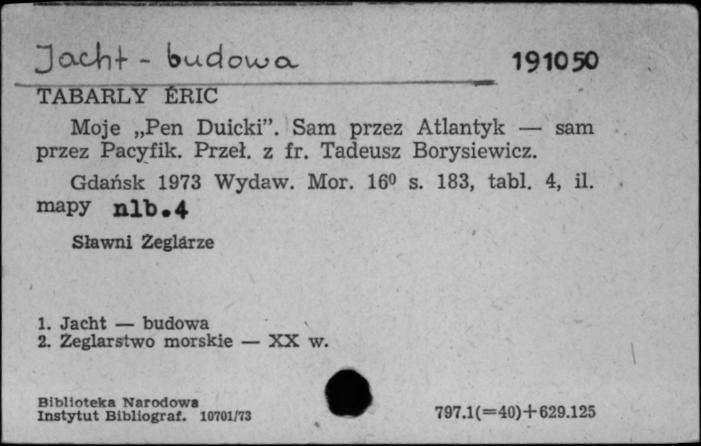 Jacht - budowa
191050
TABARLY ÉRIC
Moje „Pen Duicki”. Sam przez Atlantyk — sam
przez Pacyfik. Przeł. z fr. Tadeusz Borysiewicz.
Gdańsk 1973 Wydaw. Mor. 16⁰ s. 183, tabl. 4, il.
mapy nlb.4
Sławni Żeglarze
1. Jacht — budowa
2. Żeglarstwo morskie — XX w.
Biblioteka Narodowa
Instytut Bibliograf. 10701/73
797.1(=40)+629.125